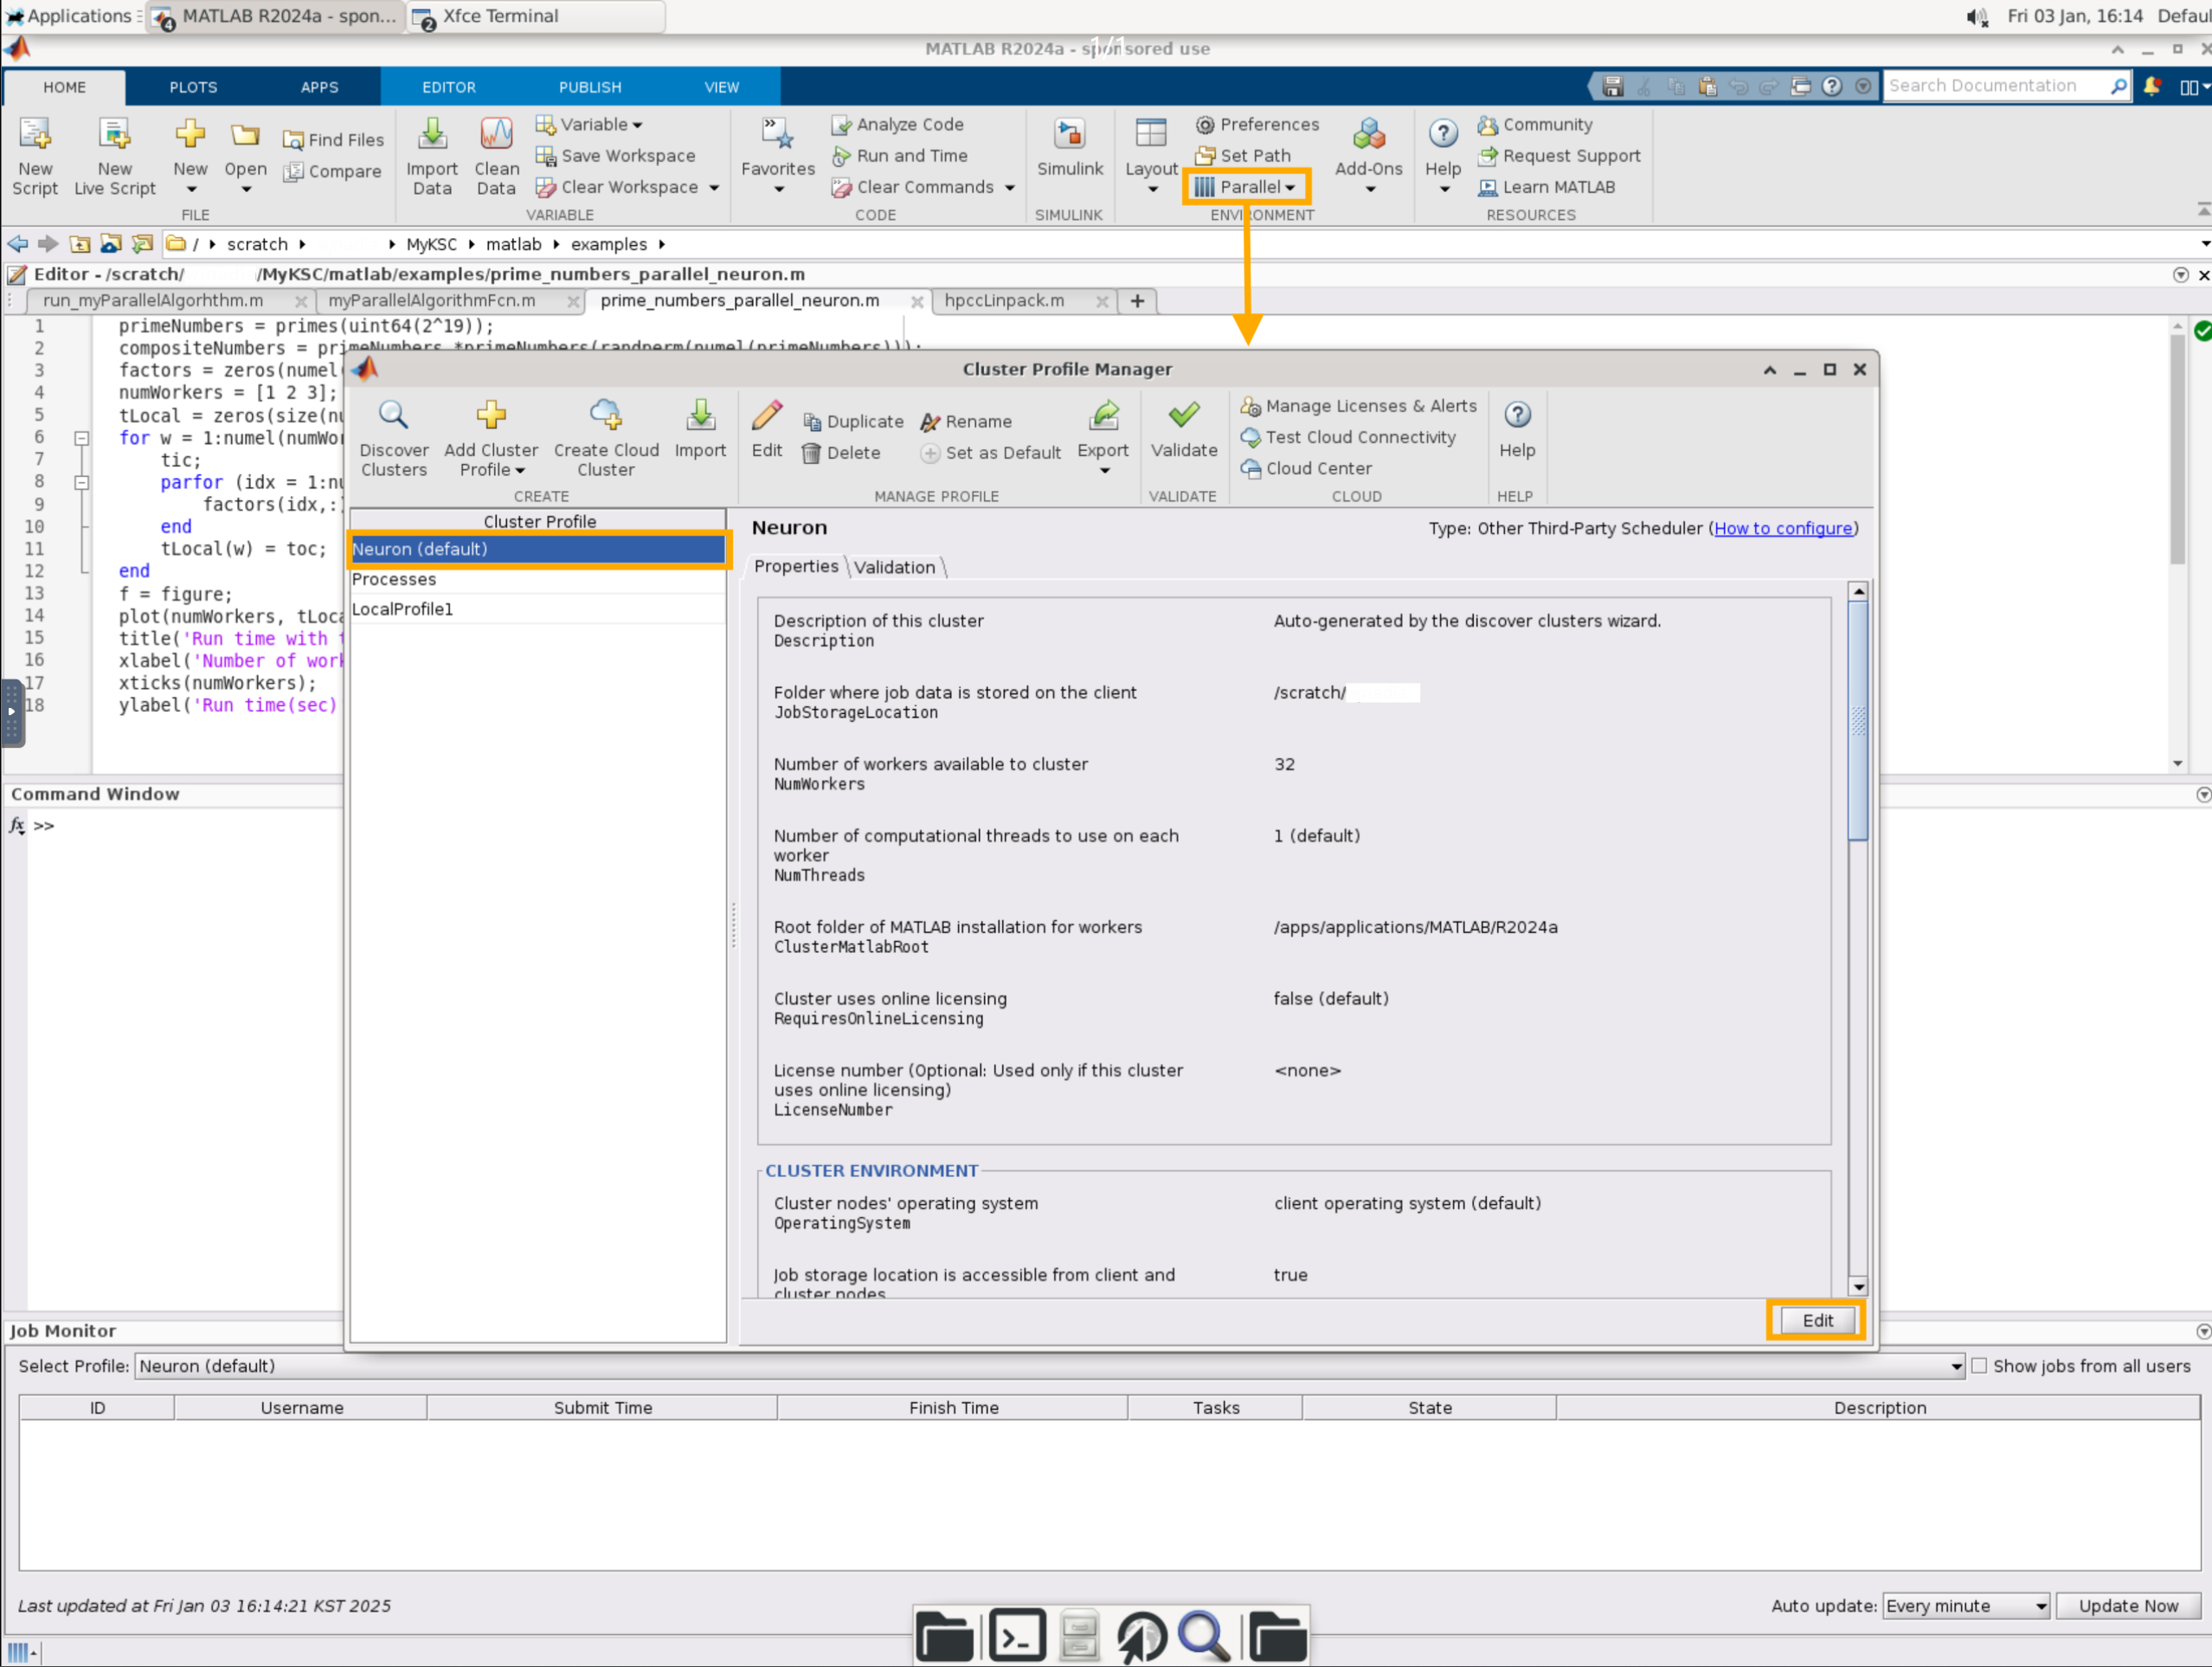 Applications
MATLAB R2024a - spon...
Xfce Terminal
Fri 03 Jan, 16:14
Defaul
MATLAB R2024a - sponsored use
1/1
HOME
PLOTS
APPS
EDITOR
PUBLISH
VIEW
Search Documentation
New Script
New Live Script
New
Open
Find Files
Compare
FILE
Import Data
Clean Data
Variable
Save Workspace
Clear Workspace
VARIABLE
Favorites
Analyze Code
Run and Time
Clear Commands
CODE
Simulink
SIMULINK
Layout
Preferences
Set Path
Parallel
Add-Ons
ENVIRONMENT
Help
Community
Request Support
Learn MATLAB
RESOURCES
/ scratch MyKSC matlab examples
Editor - /scratch/ /MyKSC/matlab/examples/prime_numbers_parallel_neuron.m
run_myParallelAlgorhthm.m
myParallelAlgorithmFcn.m
prime_numbers_parallel_neuron.m
hpccLinpack.m
+
1 primeNumbers = primes(uint64(2^19));
2 compositeNumbers = primeNumbers.*primeNumbers(randperm(numel(primeNumbers)));
3 factors = zeros(numel(
4 numWorkers = [1 2 3];
5 tLocal = zeros(size(nu
6 for w = 1:numel(numWor
7 tic;
8 parfor (idx = 1:nu
9 factors(idx,:)
10 end
11 tLocal(w) = toc;
12 end
13 f = figure;
14 plot(numWorkers, tLoca
15 title('Run time with t
16 xlabel('Number of work
17 xticks(numWorkers);
18 ylabel('Run time(sec)
Cluster Profile Manager
Discover Clusters
Add Cluster Profile
Create Cloud Cluster
Import
CREATE
Edit
Duplicate
Delete
Rename
Set as Default
Export
MANAGE PROFILE
Validate
VALIDATE
Manage Licenses & Alerts
Test Cloud Connectivity
Cloud Center
CLOUD
Help
HELP
Cluster Profile
Neuron (default)
Processes
LocalProfile1
Neuron
Type: Other Third-Party Scheduler (How to configure)
Properties
Validation
Description of this cluster
Description
Auto-generated by the discover clusters wizard.
Folder where job data is stored on the client
JobStorageLocation
/scratch/
Number of workers available to cluster
NumWorkers
32
Number of computational threads to use on each
worker
NumThreads
1 (default)
Root folder of MATLAB installation for workers
ClusterMatlabRoot
/apps/applications/MATLAB/R2024a
Cluster uses online licensing
RequiresOnlineLicensing
false (default)
License number (Optional: Used only if this cluster
uses online licensing)
LicenseNumber
<none>
CLUSTER ENVIRONMENT
Cluster nodes' operating system
OperatingSystem
client operating system (default)
Job storage location is accessible from client and
cluster nodes
true
Edit
Command Window
fx >>
Job Monitor
Select Profile: Neuron (default)
Show jobs from all users
ID
Username
Submit Time
Finish Time
Tasks
State
Description
Last updated at Fri Jan 03 16:14:21 KST 2025
Auto update: Every minute
Update Now